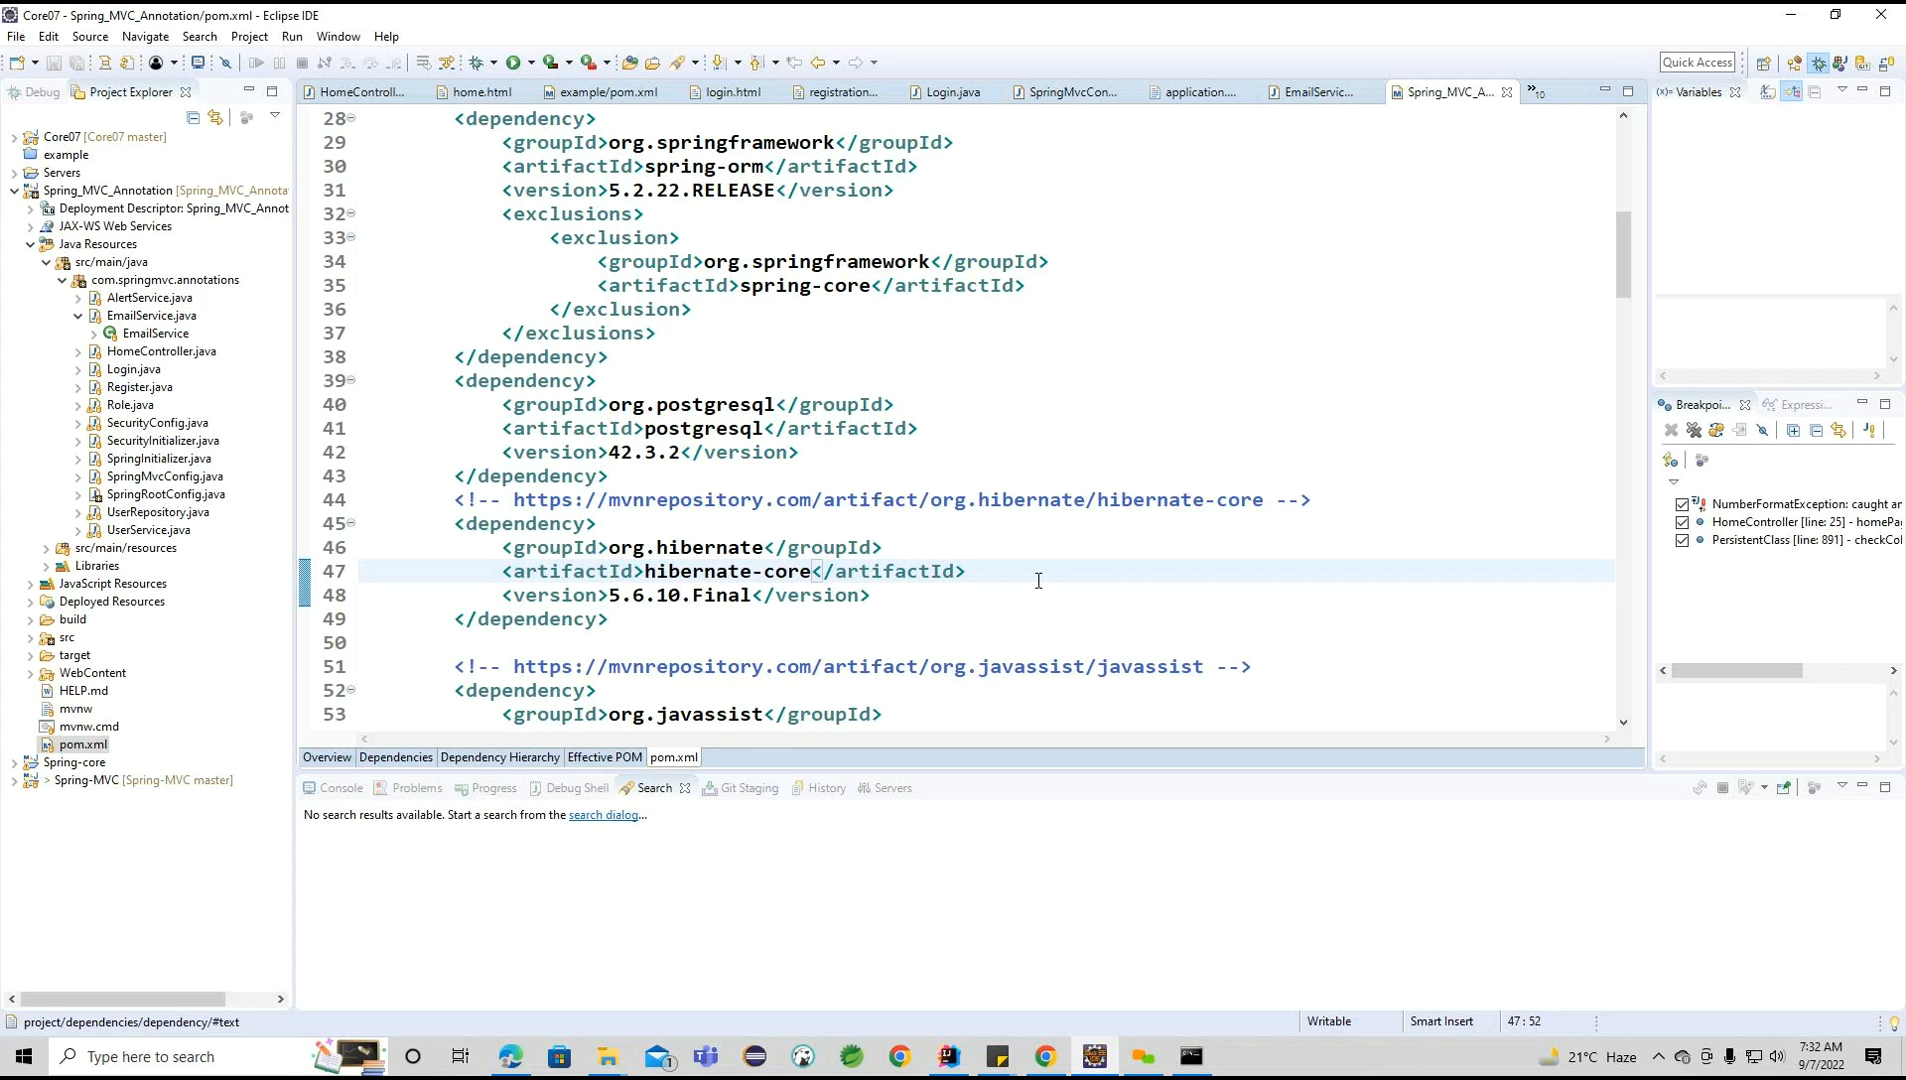 Core07 - Spring_MVC_Annotation/pom.xml - Eclipse IDE
File Edit Source Navigate Search Project Run Window Help
Quick Access
Debug Project Explorer
HomeControll... home.html example/pom.xml login.html registration... Login.java SpringMvcCon... application.... EmailServic... Spring_MVC_A... »10
(x)= Variables
Core07 [Core07 master]
example
Servers
Spring_MVC_Annotation [Spring_MVC_Annota
Deployment Descriptor: Spring_MVC_Annot
JAX-WS Web Services
Java Resources
src/main/java
com.springmvc.annotations
AlertService.java
EmailService.java
EmailService
HomeController.java
Login.java
Register.java
Role.java
SecurityConfig.java
SecurityInitializer.java
SpringInitializer.java
SpringMvcConfig.java
SpringRootConfig.java
UserRepository.java
UserService.java
src/main/resources
Libraries
JavaScript Resources
Deployed Resources
build
src
target
WebContent
HELP.md
mvnw
mvnw.cmd
pom.xml
Spring-core
> Spring-MVC [Spring-MVC master]
28 <dependency>
29 <groupId>org.springframework</groupId>
30 <artifactId>spring-orm</artifactId>
31 <version>5.2.22.RELEASE</version>
32 <exclusions>
33 <exclusion>
34 <groupId>org.springframework</groupId>
35 <artifactId>spring-core</artifactId>
36 </exclusion>
37 </exclusions>
38 </dependency>
39 <dependency>
40 <groupId>org.postgresql</groupId>
41 <artifactId>postgresql</artifactId>
42 <version>42.3.2</version>
43 </dependency>
44 <!-- https://mvnrepository.com/artifact/org.hibernate/hibernate-core -->
45 <dependency>
46 <groupId>org.hibernate</groupId>
47 <artifactId>hibernate-core</artifactId>
48 <version>5.6.10.Final</version>
49 </dependency>
50
51 <!-- https://mvnrepository.com/artifact/org.javassist/javassist -->
52 <dependency>
53 <groupId>org.javassist</groupId>
Overview Dependencies Dependency Hierarchy Effective POM pom.xml
Breakpoi... Expressi...
NumberFormatException: caught ar
HomeController [line: 25] - homePa
PersistentClass [line: 891] - checkCol
Console Problems Progress Debug Shell Search Git Staging History Servers
No search results available. Start a search from the search dialog...
project/dependencies/dependency/#text
Writable Smart Insert 47 : 52
Type here to search
21°C Haze
7:32 AM
9/7/2022